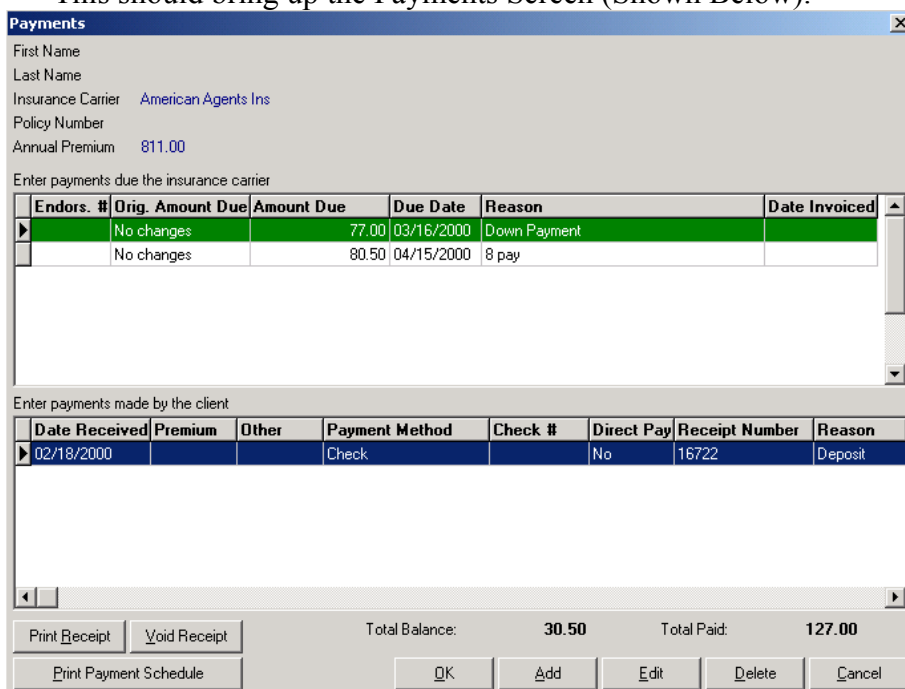 This should bring up the Payments Screen (Shown Below).
Payments
First Name
Last Name
Insurance Carrier American Agents Ins
Policy Number
Annual Premium 811.00
Enter payments due the insurance carrier
Endors. # Orig. Amount Due Amount Due Due Date Reason Date Invoiced
No changes 77.00 03/16/2000 Down Payment
No changes 80.50 04/15/2000 8 pay
Enter payments made by the client
Date Received Premium Other Payment Method Check # Direct Pay Receipt Number Reason
02/18/2000 Check No 16722 Deposit
Print Receipt Void Receipt Total Balance: 30.50 Total Paid: 127.00
Print Payment Schedule OK Add Edit Delete Cancel